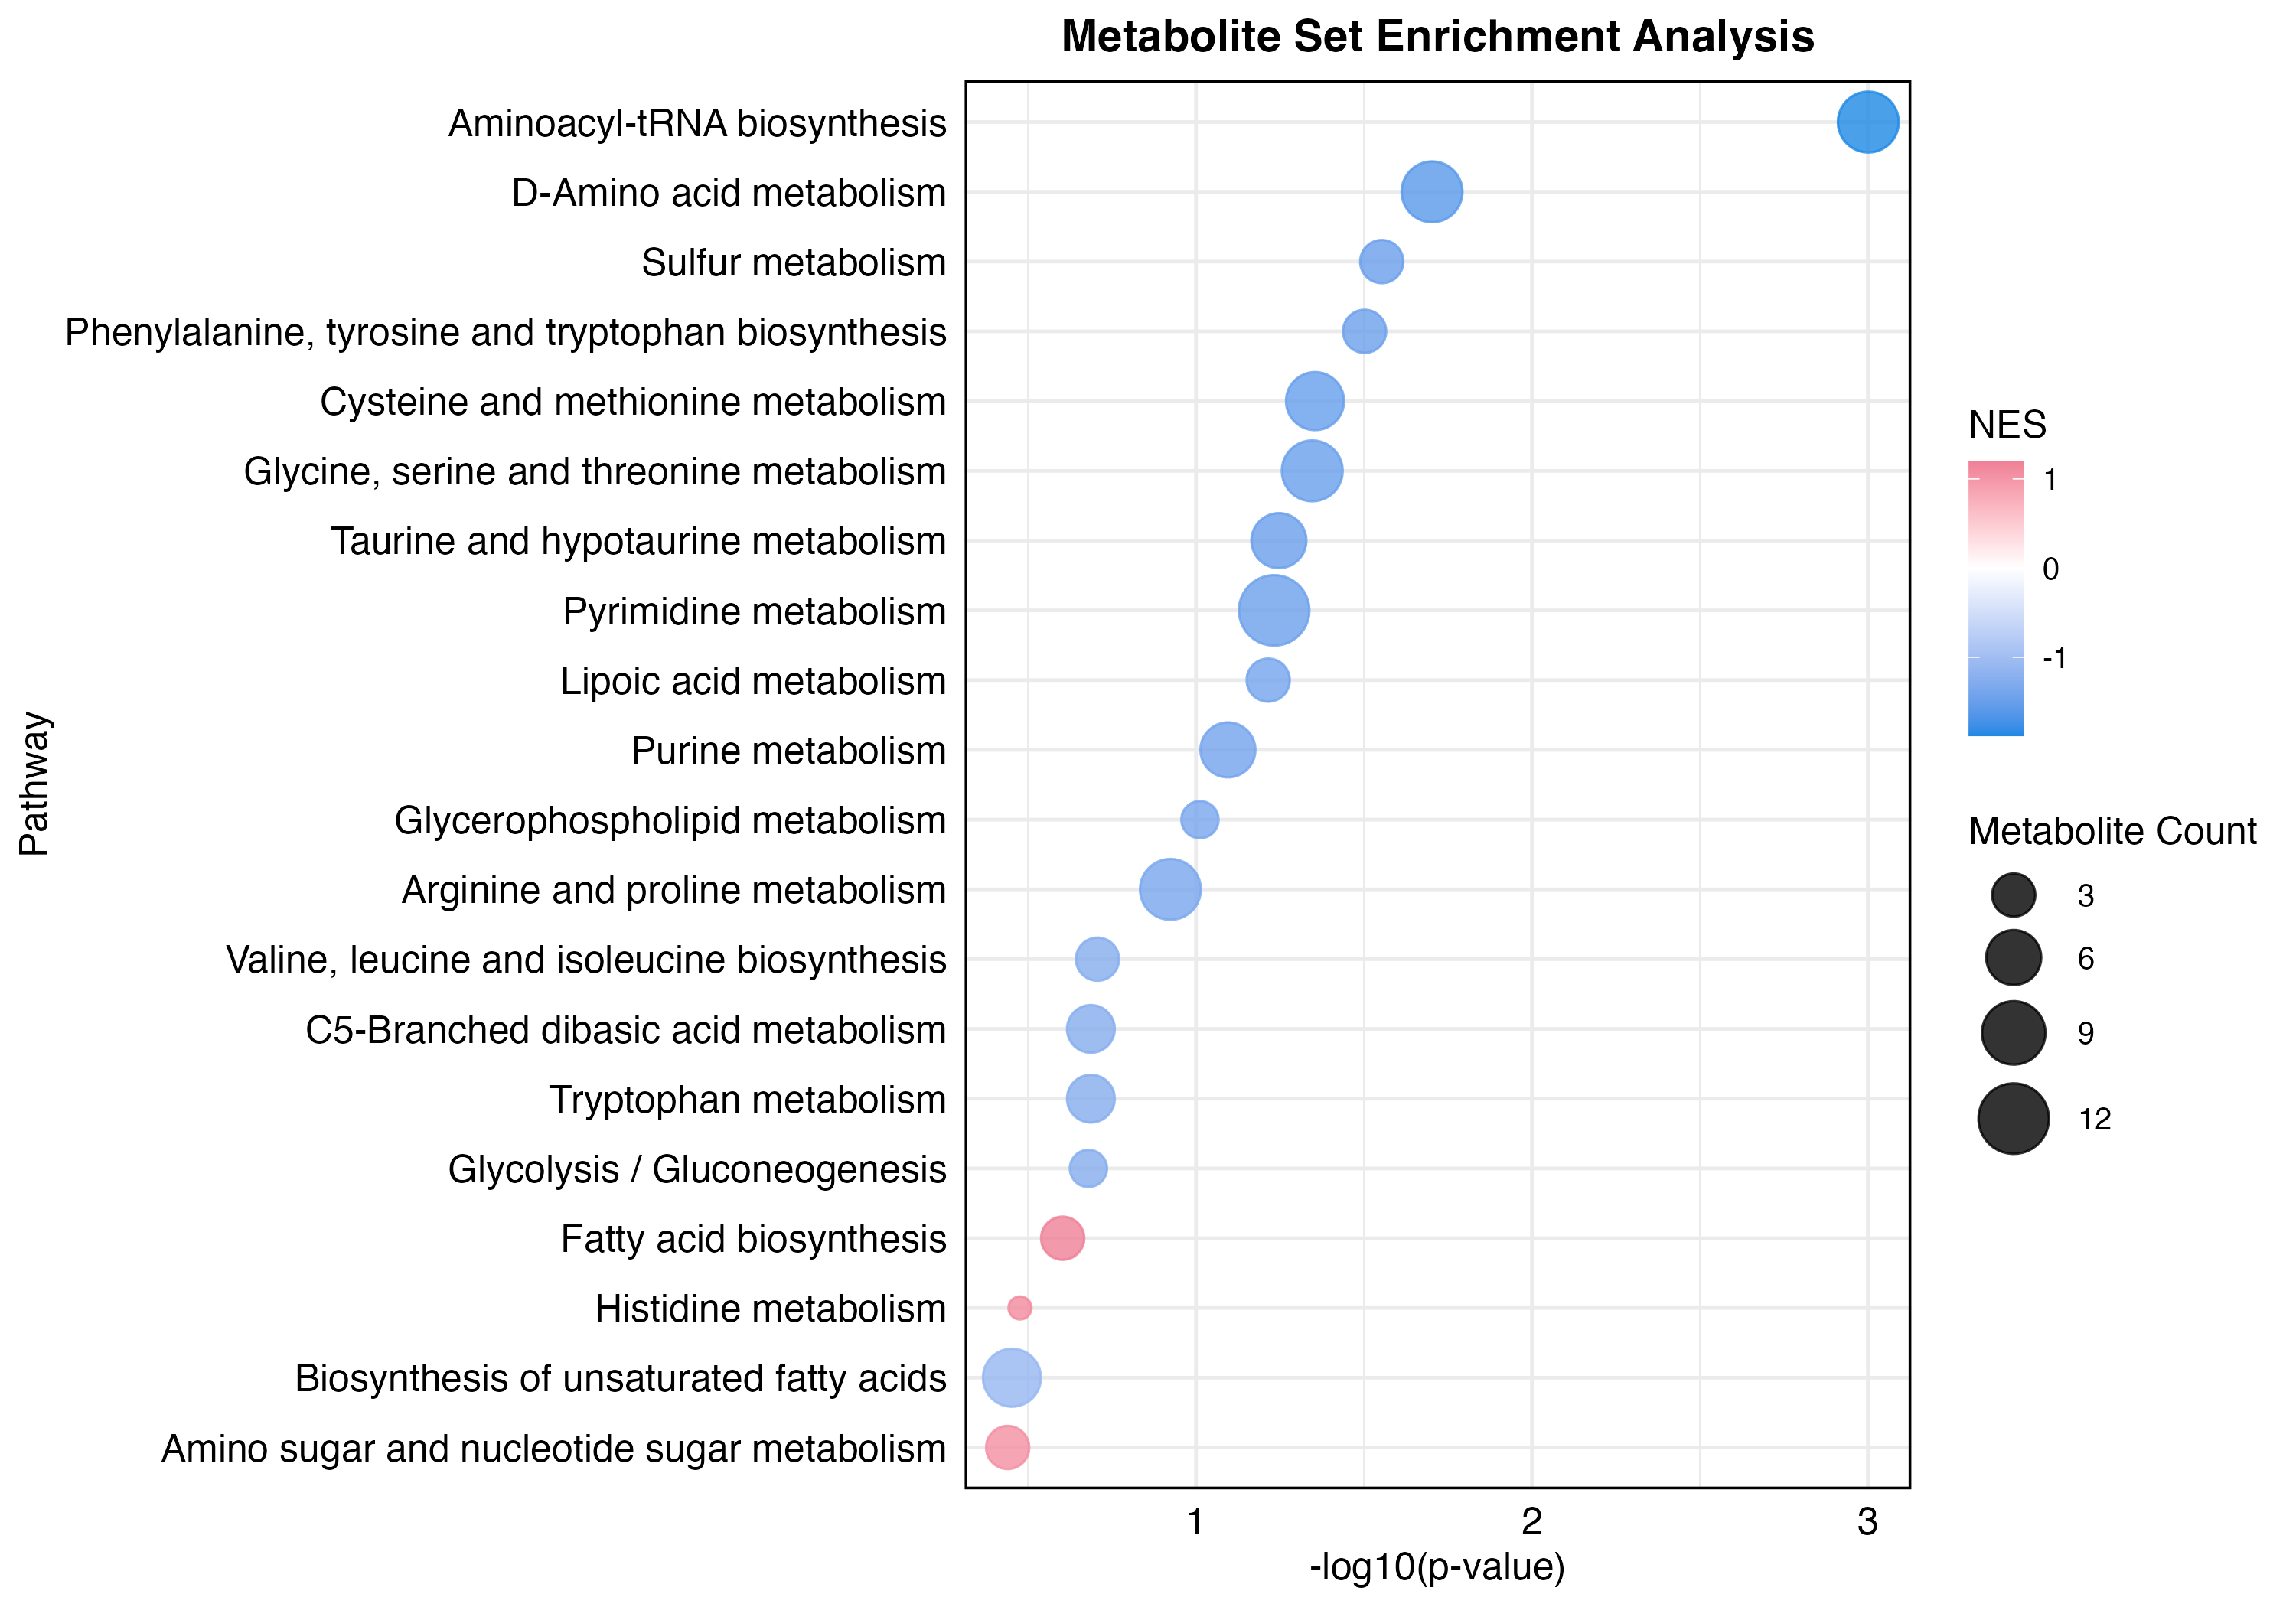 Metabolite Set Enrichment Analysis
Pathway
Aminoacyl-tRNA biosynthesis
D-Amino acid metabolism
Sulfur metabolism
Phenylalanine, tyrosine and tryptophan biosynthesis
Cysteine and methionine metabolism
Glycine, serine and threonine metabolism
Taurine and hypotaurine metabolism
Pyrimidine metabolism
Lipoic acid metabolism
Purine metabolism
Glycerophospholipid metabolism
Arginine and proline metabolism
Valine, leucine and isoleucine biosynthesis
C5-Branched dibasic acid metabolism
Tryptophan metabolism
Glycolysis / Gluconeogenesis
Fatty acid biosynthesis
Histidine metabolism
Biosynthesis of unsaturated fatty acids
Amino sugar and nucleotide sugar metabolism
1 2 3
-log10(p-value)
NES
1
0
-1
Metabolite Count
3
6
9
12